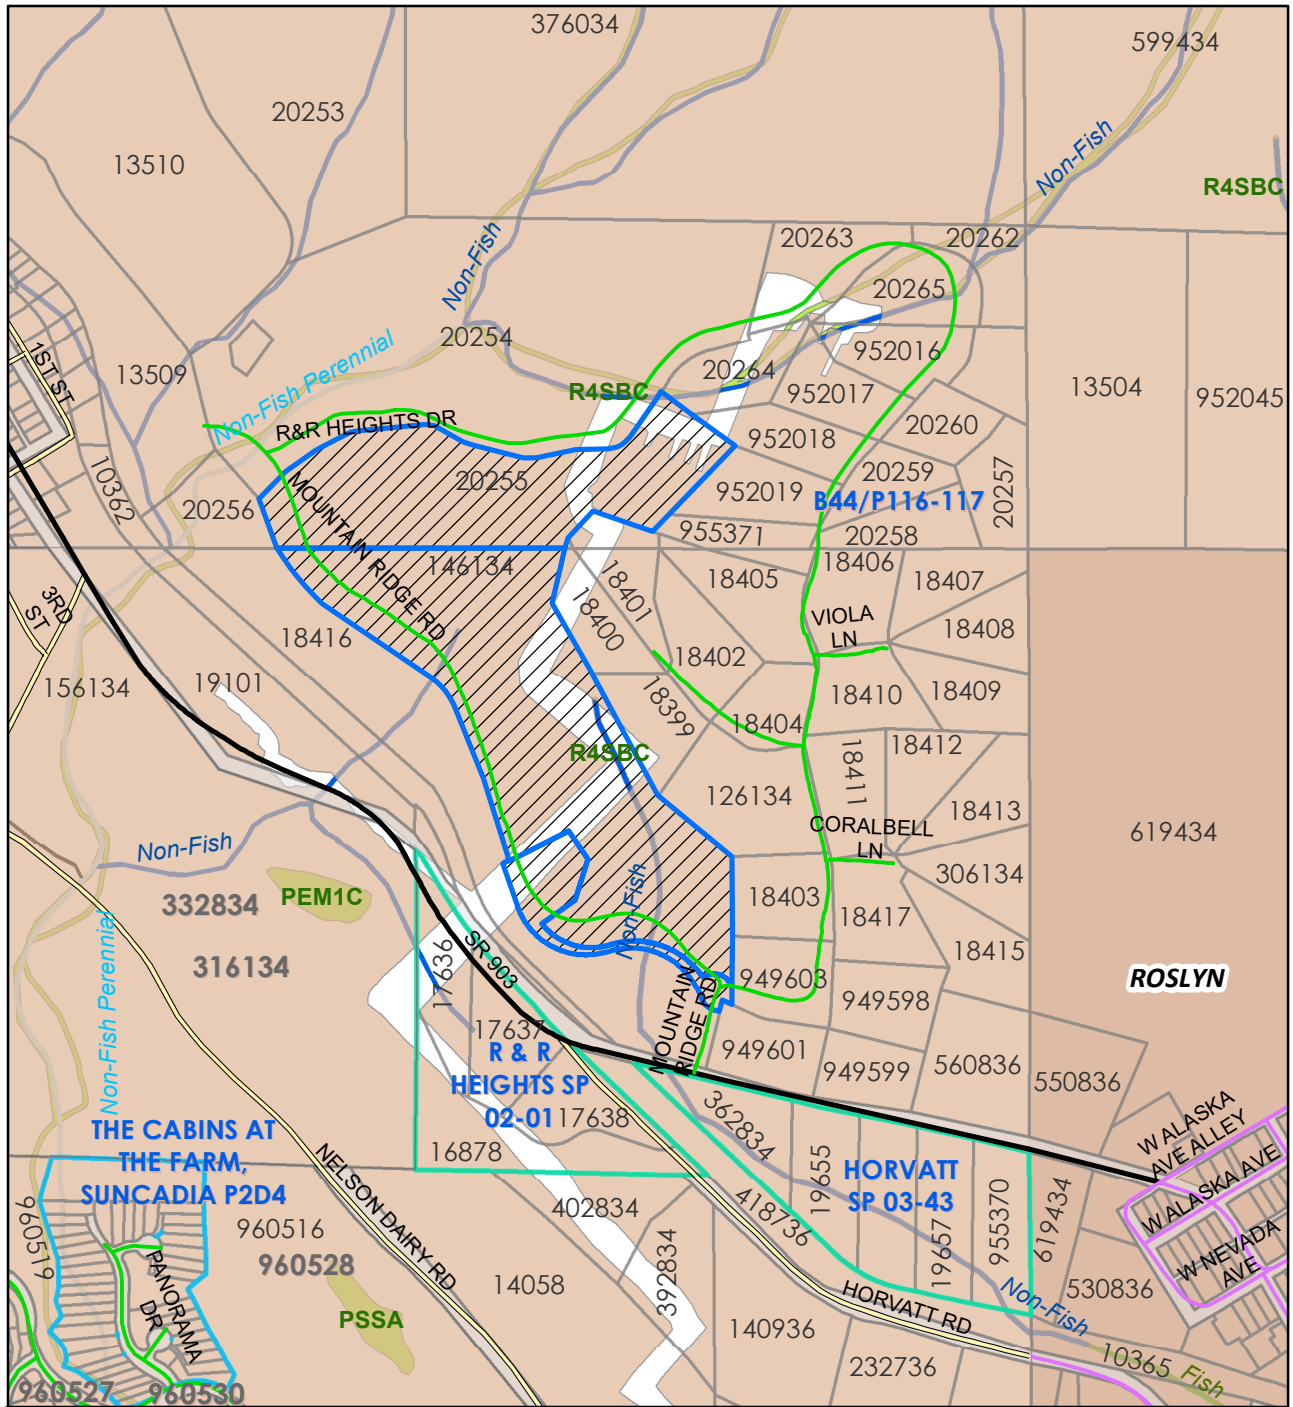 376034
599434
20253
13510
Non-Fish
R4SBC
Non-Fish
20263
20262
20265
20254
952016
1ST ST
13509
Non-Fish Perennial
R4SBC
20264
952017
13504
952045
R&R HEIGHTS DR
952018
20260
10362
20255
20259
20257
20256
MOUNTAIN RIDGE RD
952019
B44/P116-117
955371
20258
146134
18401
18405
18406
18407
3RD
ST
18400
VIOLA
LN
18408
18416
18402
156134
19101
18399
18410
18409
18404
R4SBC
18411
18412
126134
18413
CORALBELL
LN
619434
Non-Fish
306134
332834
PEM1C
18403
18417
Non-Fish
18415
316134
17636
SR 903
949603
ROSLYN
Non-Fish Perennial
MOUNTAIN
RIDGE RD
949598
17637
949601
R & R
HEIGHTS SP
02-01
949599
560836
550836
17638
362834
THE CABINS AT
THE FARM,
SUNCADIA P2D4
16878
NELSON DAIRY RD
19655
HORVATT
SP 03-43
W ALASKA
AVE ALLEY
W ALASKA AVE
402834
418736
955370
619434
960519
960516
960528
PANORAMA
DR
14058
392834
19657
W NEVADA
AVE
530836
PSSA
HORVATT RD
Non-Fish
140936
232736
10365
Fish
960527
960530